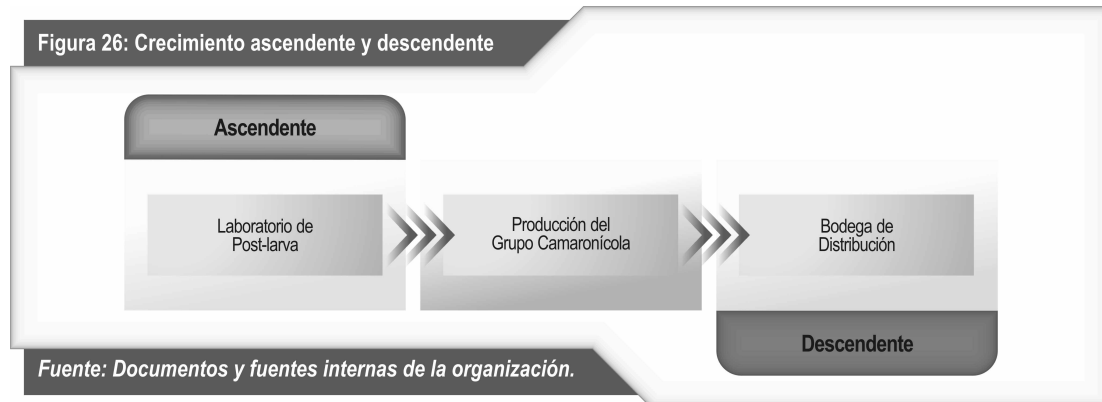 Figura 26: Crecimiento ascendente y descendente
Ascendente
Laboratorio de
Post-larva
Producción del
Grupo Camaronícola
Bodega de
Distribución
Descendente
Fuente: Documentos y fuentes internas de la organización.